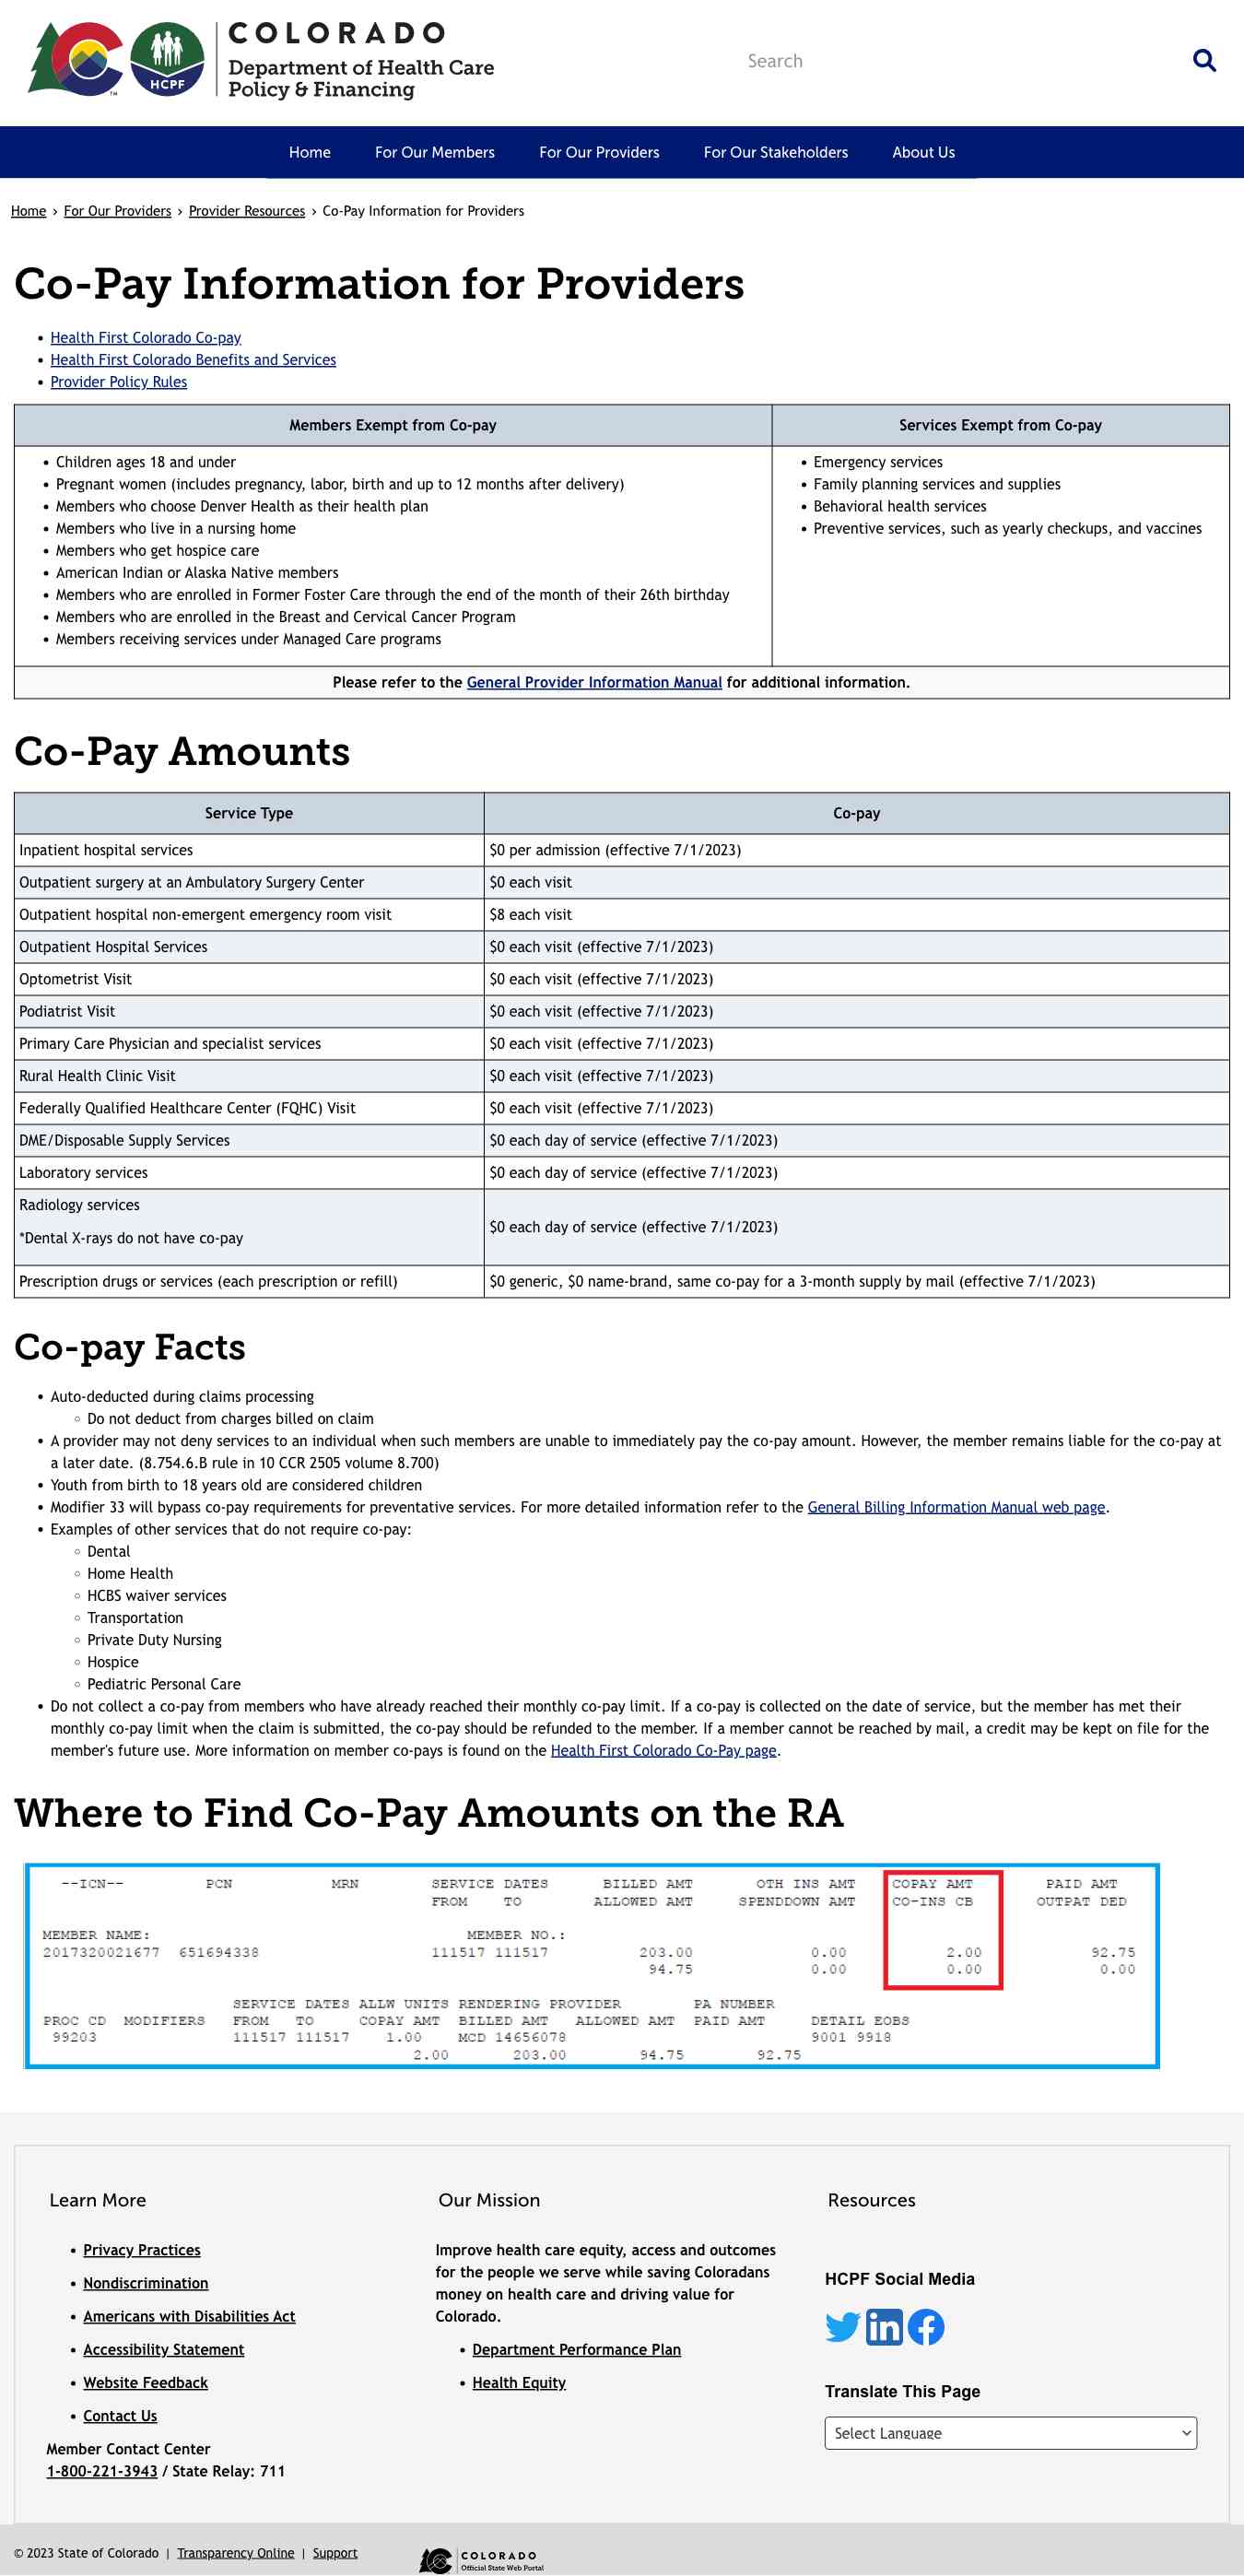 COLORADO
Department of Health Care
Policy & Financing
HCPF
TM
Search
Home
For Our Members
For Our Providers
For Our Stakeholders
About Us
Home › For Our Providers › Provider Resources › Co-Pay Information for Providers
Co-Pay Information for Providers
• Health First Colorado Co-pay
• Health First Colorado Benefits and Services
• Provider Policy Rules
Members Exempt from Co-pay
Services Exempt from Co-pay
• Children ages 18 and under
• Pregnant women (includes pregnancy, labor, birth and up to 12 months after delivery)
• Members who choose Denver Health as their health plan
• Members who live in a nursing home
• Members who get hospice care
• American Indian or Alaska Native members
• Members who are enrolled in Former Foster Care through the end of the month of their 26th birthday
• Members who are enrolled in the Breast and Cervical Cancer Program
• Members receiving services under Managed Care programs
• Emergency services
• Family planning services and supplies
• Behavioral health services
• Preventive services, such as yearly checkups, and vaccines
Please refer to the General Provider Information Manual for additional information.
Co-Pay Amounts
Service Type Co-pay
Inpatient hospital services $0 per admission (effective 7/1/2023)
Outpatient surgery at an Ambulatory Surgery Center $0 each visit
Outpatient hospital non-emergent emergency room visit $8 each visit
Outpatient Hospital Services $0 each visit (effective 7/1/2023)
Optometrist Visit $0 each visit (effective 7/1/2023)
Podiatrist Visit $0 each visit (effective 7/1/2023)
Primary Care Physician and specialist services $0 each visit (effective 7/1/2023)
Rural Health Clinic Visit $0 each visit (effective 7/1/2023)
Federally Qualified Healthcare Center (FQHC) Visit $0 each visit (effective 7/1/2023)
DME/Disposable Supply Services $0 each day of service (effective 7/1/2023)
Laboratory services $0 each day of service (effective 7/1/2023)
Radiology services
*Dental X-rays do not have co-pay
$0 each day of service (effective 7/1/2023)
Prescription drugs or services (each prescription or refill) $0 generic, $0 name-brand, same co-pay for a 3-month supply by mail (effective 7/1/2023)
Co-pay Facts
• Auto-deducted during claims processing
◦ Do not deduct from charges billed on claim
• A provider may not deny services to an individual when such members are unable to immediately pay the co-pay amount. However, the member remains liable for the co-pay at
a later date. (8.754.6.B rule in 10 CCR 2505 volume 8.700)
• Youth from birth to 18 years old are considered children
• Modifier 33 will bypass co-pay requirements for preventative services. For more detailed information refer to the General Billing Information Manual web page.
• Examples of other services that do not require co-pay:
◦ Dental
◦ Home Health
◦ HCBS waiver services
◦ Transportation
◦ Private Duty Nursing
◦ Hospice
◦ Pediatric Personal Care
• Do not collect a co-pay from members who have already reached their monthly co-pay limit. If a co-pay is collected on the date of service, but the member has met their
monthly co-pay limit when the claim is submitted, the co-pay should be refunded to the member. If a member cannot be reached by mail, a credit may be kept on file for the
member's future use. More information on member co-pays is found on the Health First Colorado Co-Pay page.
Where to Find Co-Pay Amounts on the RA
--ICN-- PCN MRN SERVICE DATES BILLED AMT OTH INS AMT COPAY AMT PAID AMT
FROM TO ALLOWED AMT SPENDDOWN AMT CO-INS CB OUTPAT DED
MEMBER NAME: MEMBER NO.:
2017320021677 651694338 111517 111517 203.00 0.00 2.00 92.75
94.75 0.00 0.00 0.00
SERVICE DATES ALLW UNITS RENDERING PROVIDER PA NUMBER
PROC CD MODIFIERS FROM TO COPAY AMT BILLED AMT ALLOWED AMT PAID AMT DETAIL EOBS
99203 111517 111517 1.00 MCD 14656078 9001 9918
2.00 203.00 94.75 92.75
Learn More
• Privacy Practices
• Nondiscrimination
• Americans with Disabilities Act
• Accessibility Statement
• Website Feedback
• Contact Us
Member Contact Center
1-800-221-3943 / State Relay: 711
Our Mission
Improve health care equity, access and outcomes
for the people we serve while saving Coloradans
money on health care and driving value for
Colorado.
• Department Performance Plan
• Health Equity
Resources
HCPF Social Media
in
Translate This Page
Select Language
© 2023 State of Colorado | Transparency Online | Support
COLORADO
Official State Web Portal